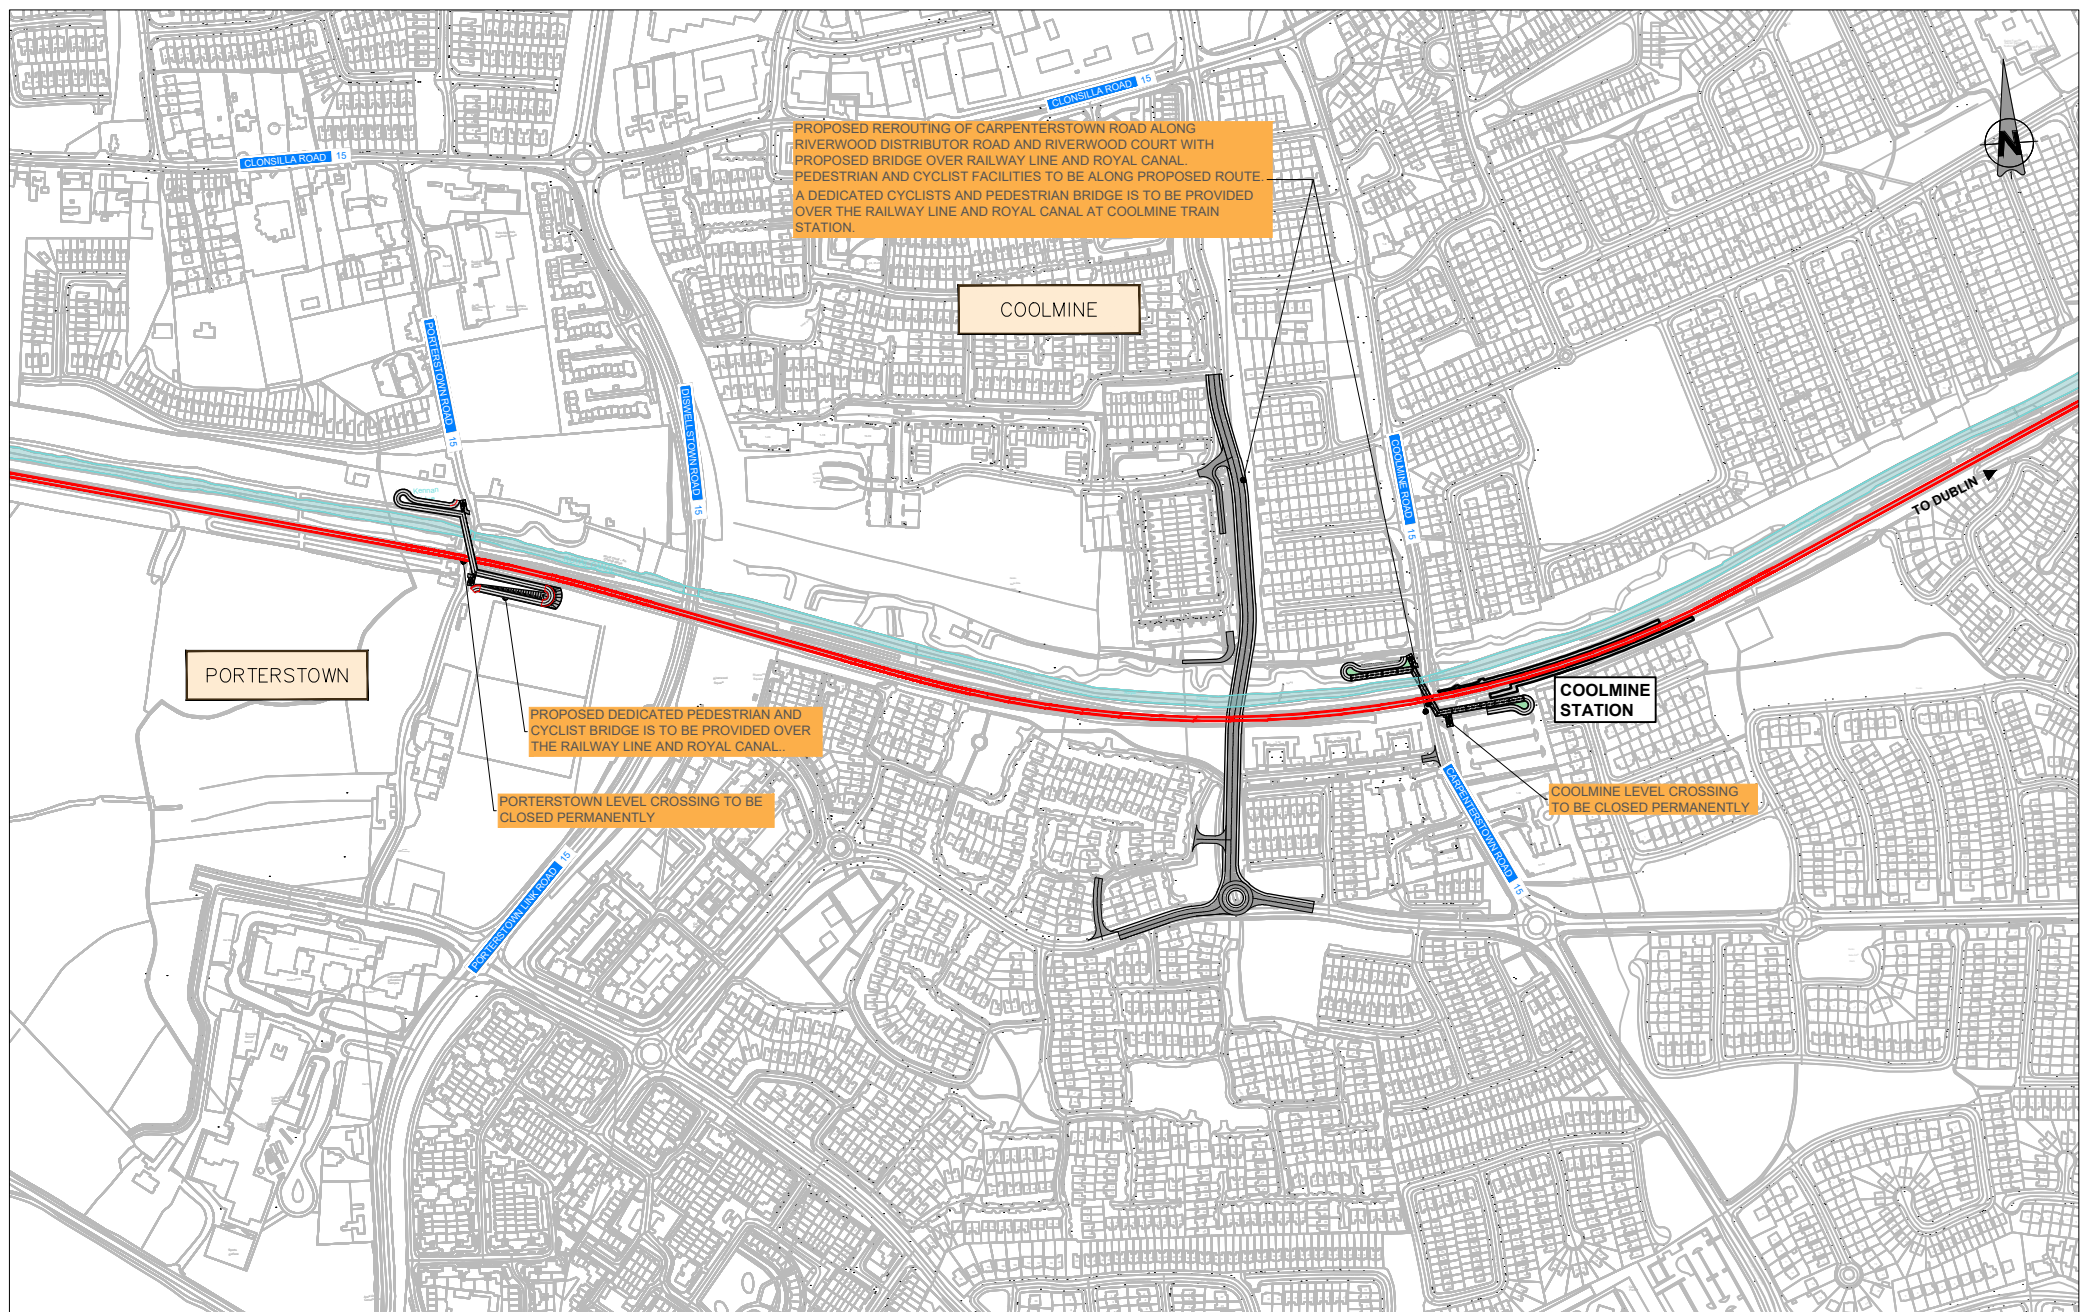 CLONSILLA ROAD 15
CLONSILLA ROAD 15
PROPOSED REROUTING OF CARPENTERSTOWN ROAD ALONG
RIVERWOOD DISTRIBUTOR ROAD AND RIVERWOOD COURT WITH
PROPOSED BRIDGE OVER RAILWAY LINE AND ROYAL CANAL.
PEDESTRIAN AND CYCLIST FACILITIES TO BE ALONG PROPOSED ROUTE.
A DEDICATED CYCLISTS AND PEDESTRIAN BRIDGE IS TO BE PROVIDED
OVER THE RAILWAY LINE AND ROYAL CANAL AT COOLMINE TRAIN
STATION.
N
COOLMINE
PORTERSTOWN ROAD 15
DISWELLSTOWN ROAD 15
COOLMINE ROAD 15
TO DUBLIN
PORTERSTOWN
COOLMINE
STATION
PROPOSED DEDICATED PEDESTRIAN AND
CYCLIST BRIDGE IS TO BE PROVIDED OVER
THE RAILWAY LINE AND ROYAL CANAL..
PORTERSTOWN LEVEL CROSSING TO BE
CLOSED PERMANENTLY
COOLMINE LEVEL CROSSING
TO BE CLOSED PERMANENTLY
CARPENTERSTOWN ROAD 15
PORTERSTOWN LINK ROAD 15